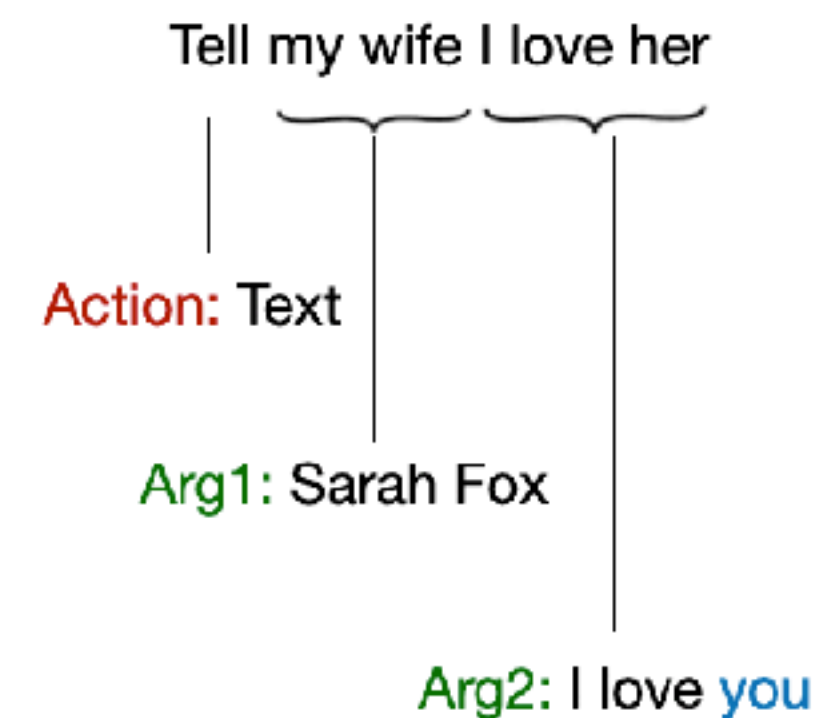 Tell my wife I love her
Action: Text
Arg1: Sarah Fox
Arg2: I love you